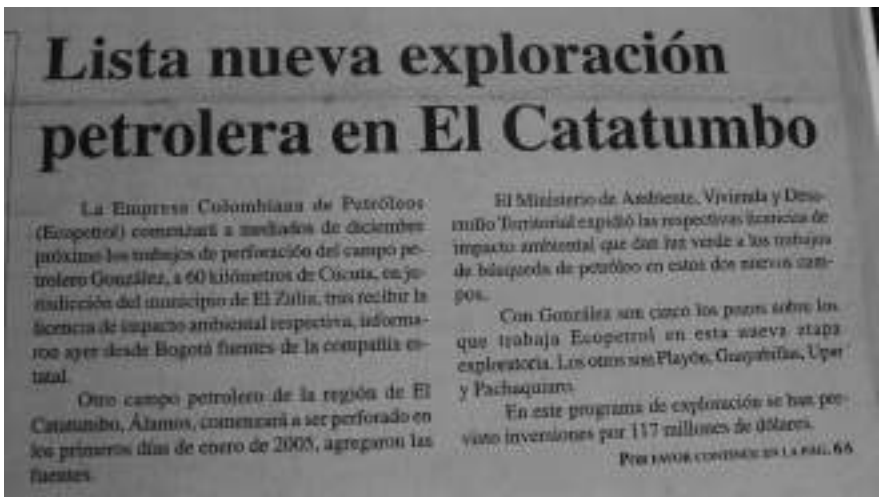 Lista nueva exploración
petrolera en El Catatumbo
La Empresa Colombiana de Petróleos
(Ecopetrol) comenzará a mediados de diciembre
próximo los trabajos de perforación del campo pe-
trolero González, a 60 kilómetros de Cúcuta, en ju-
risdicción del municipio de El Zulia, tras recibir la
licencia de impacto ambiental respectiva, informa-
ron ayer desde Bogotá fuentes de la compañía es-
tatal.
Otro campo petrolero de la región de El
Catatumbo, Álamos, comenzará a ser perforado en
los primeros días de enero de 2005, agregaron las
fuentes.
El Ministerio de Ambiente, Vivienda y Desa-
rrollo Territorial expidió las respectivas licencias de
impacto ambiental que dan luz verde a los trabajos
de búsqueda de petróleo en estos dos nuevos cam-
pos.
Con González son cinco los pozos sobre los
que trabaja Ecopetrol en esta nueva etapa
exploratoria. Los otros son Playón,
y
En este programa de exploración se han pre-
visto inversiones por 117 millones de dólares.
POR FAVOR CONTINÚE EN LA PÁG. 6A